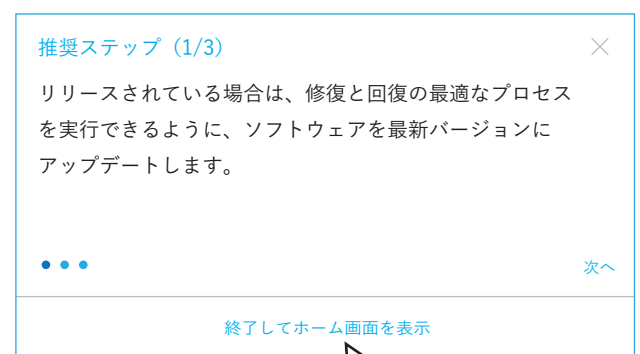 推奨ステップ（1/3）
リリースされている場合は、修復と回復の最適なプロセス
を実行できるように、ソフトウェアを最新バージョンに
アップデートします。
次へ
終了してホーム画面を表示